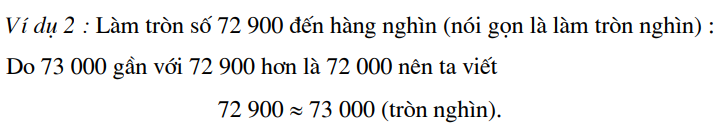 Ví dụ 2 : Làm tròn số 72 900 đến hàng nghìn (nói gọn là làm tròn nghìn) :
Do 73 000 gần với 72 900 hơn là 72 000 nên ta viết
72 900 ≈ 73 000 (tròn nghìn).